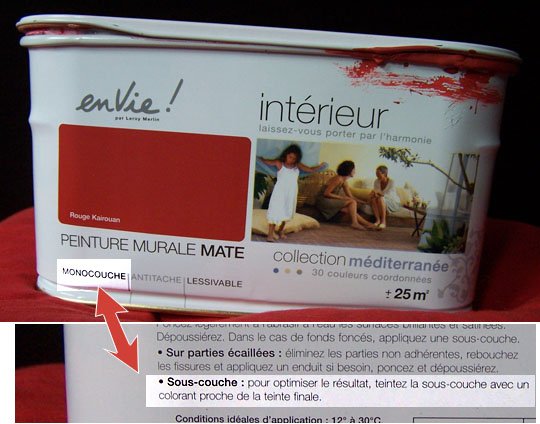 enVie !
par Leroy Merlin
intérieur
laissez-vous porter par l'harmonie
Rouge Kairouan
PEINTURE MURALE MATE
MONOCOUCHE | ANTITACHE | LESSIVABLE
collection méditerranée
30 couleurs coordonnées
± 25 m²
Poncez légèrement à l'abrasif à l'eau les surfaces brillantes et satinées.
Dépoussiérez. Dans le cas de fonds foncés, appliquez une sous-couche.
• Sur parties écaillées : éliminez les parties non adhérentes, rebouchez
les fissures et appliquez un enduit si besoin, poncez et dépoussiérez.
• Sous-couche : pour optimiser le résultat, teintez la sous-couche avec un
colorant proche de la teinte finale.
Conditions idéales d'application : 12° à 30°C.